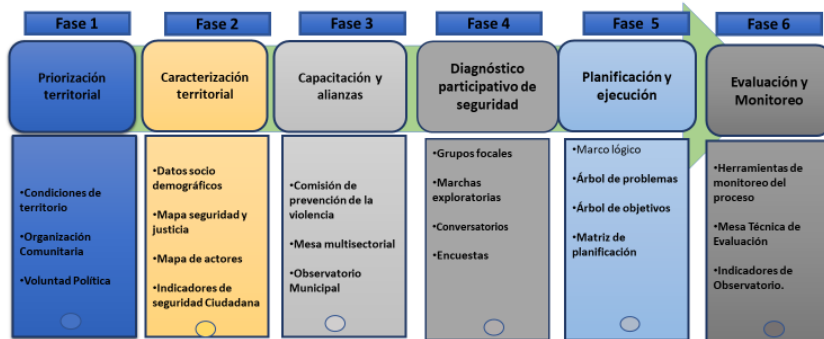 Fase 1
Fase 2
Fase 3
Fase 4
Fase 5
Fase 6
Priorización
territorial
Caracterización
territorial
Capacitación y
alianzas
Diagnóstico
participativo de
seguridad
Planificación y
ejecución
Evaluación y
Monitoreo
•Condiciones de
territorio
•Organización
Comunitaria
•Voluntad Política
•Datos socio
demográficos
•Mapa seguridad y
justicia
•Mapa de actores
•Indicadores de
seguridad Ciudadana
•Comisión de
prevención de la
violencia
•Mesa multisectorial
•Observatorio
Municipal
•Grupos focales
•Marchas
exploratorias
•Conversatorios
•Encuestas
•Marco lógico
•Árbol de problemas
•Árbol de objetivos
•Matriz de
planificación
•Herramientas de
monitoreo del
proceso
•Mesa Técnica de
Evaluación
•Indicadores de
Observatorio.